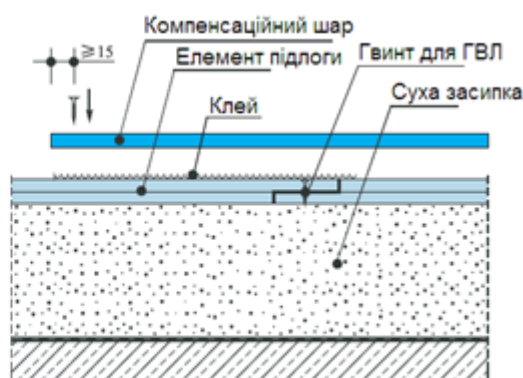 Компенсаційний шар
≥15
Елемент підлоги
Гвинт для ГВЛ
Клей
Суха засипка